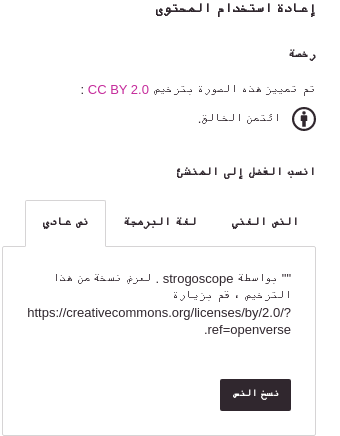 إعادة استخدام المحتوى
رخصة
تم تمييز هذه الصورة بترخيص CC BY 2.0 :
ائتمن الخالق.
انسب الفضل إلى المنشئ
النص الغني
لغة البرمجة
نص عادي
"" بواسطة strogoscope . لعرض نسخة من هذا
الترخيص ، قم بزيارة
https://creativecommons.org/licenses/by/2.0/?
ref=openverse.
نسخ النص